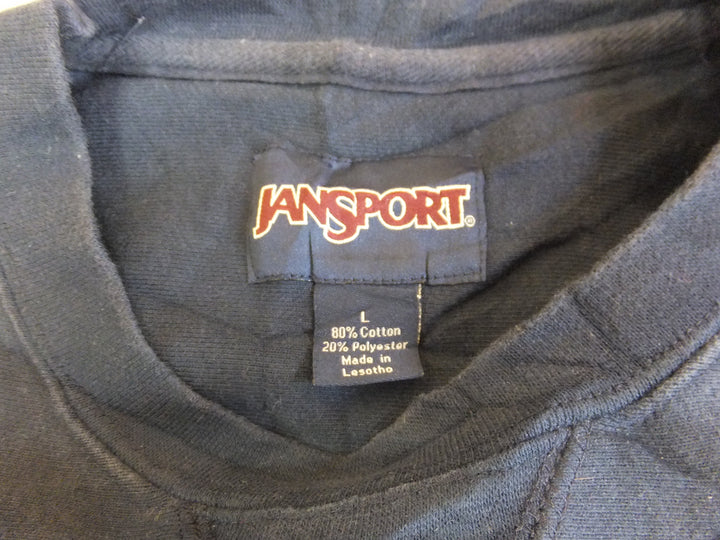 JANSPORT®
L
80% Cotton
20% Polyester
Made in
Lesotho